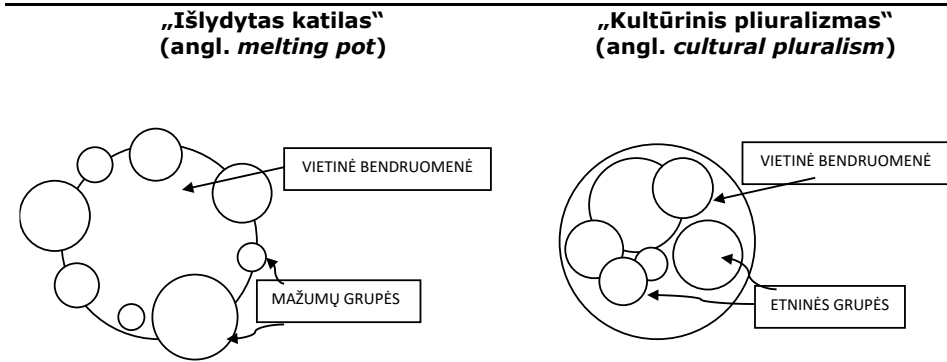 „Išlydytas katilas“
(angl. melting pot)
„Kultūrinis pliuralizmas“
(angl. cultural pluralism)
VIETINĖ BENDRUOMENĖ
MAŽUMŲ GRUPĖS
VIETINĖ BENDRUOMENĖ
ETNINĖS GRUPĖS